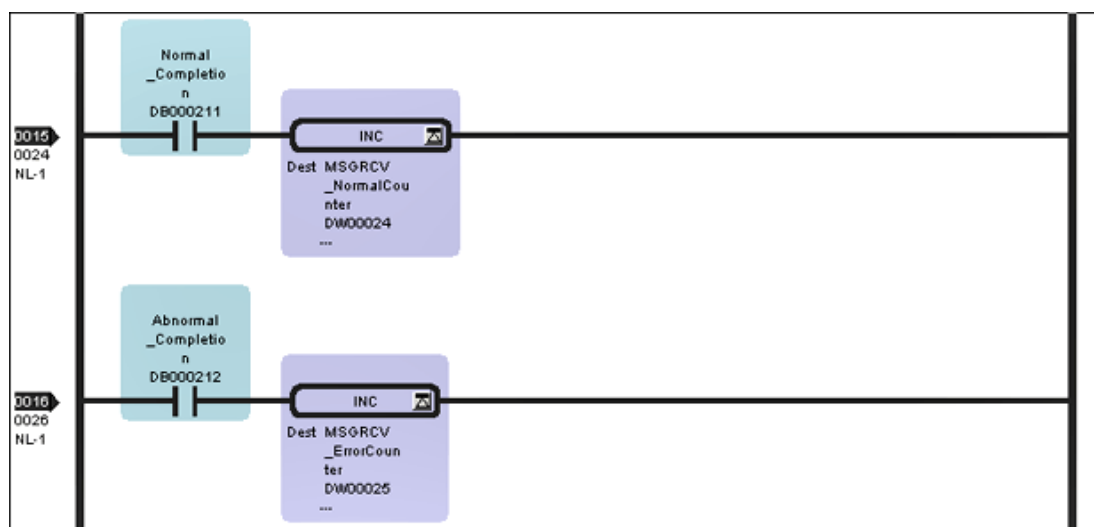 Normal
_Completio
n
DB000211
0015
0024
NL-1
INC
Dest MSGRCV
_NormalCou
nter
DW00024
...
Abnormal
_Completio
n
DB000212
0016
0026
NL-1
INC
Dest MSGRCV
_ErrorCoun
ter
DW00025
...